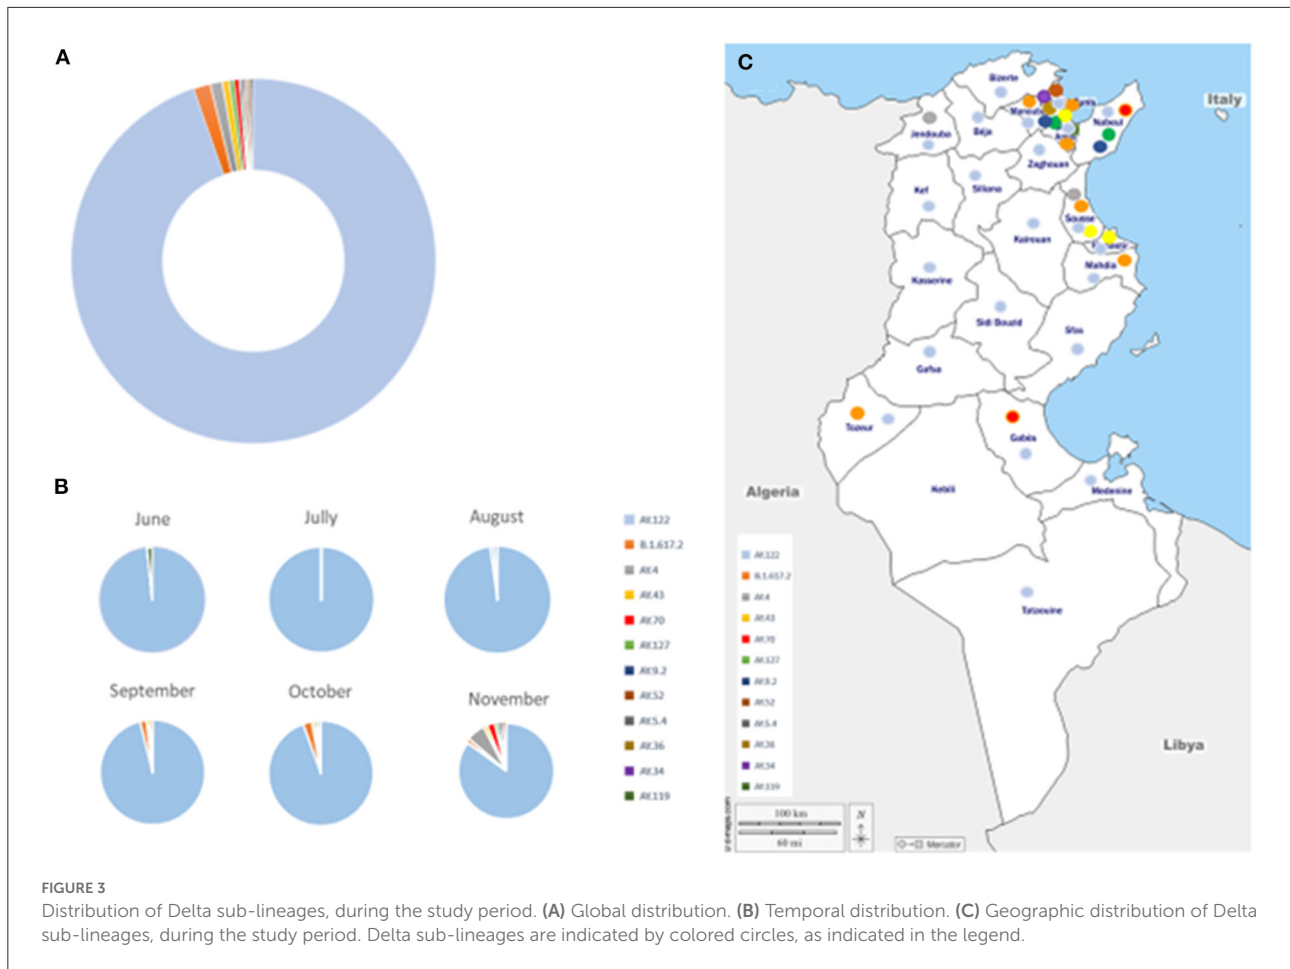 A
B
June
Jully
August
September
October
November
AY.122
B.1.617.2
AY.4
AY.43
AY.70
AY.127
AY.9.2
AY.52
AY.5.4
AY.36
AY.34
AY.119
C
Italy
Bizerte
Nabeul
Jendouba
Béja
Zaghouan
Kef
Siliana
Sousse
Kairouan
Mahdia
Kasserine
Sidi Bouzid
Sfax
Gafsa
Tozeur
Gabès
Kebili
Medenine
Algeria
Tataouine
Libya
AY.122
B.1.617.2
AY.4
AY.43
AY.70
AY.127
AY.9.2
AY.52
AY.5.4
AY.36
AY.34
AY.119
100 km
60 mi
N
Mercator
FIGURE 3
Distribution of Delta sub-lineages, during the study period. (A) Global distribution. (B) Temporal distribution. (C) Geographic distribution of Delta
sub-lineages, during the study period. Delta sub-lineages are indicated by colored circles, as indicated in the legend.